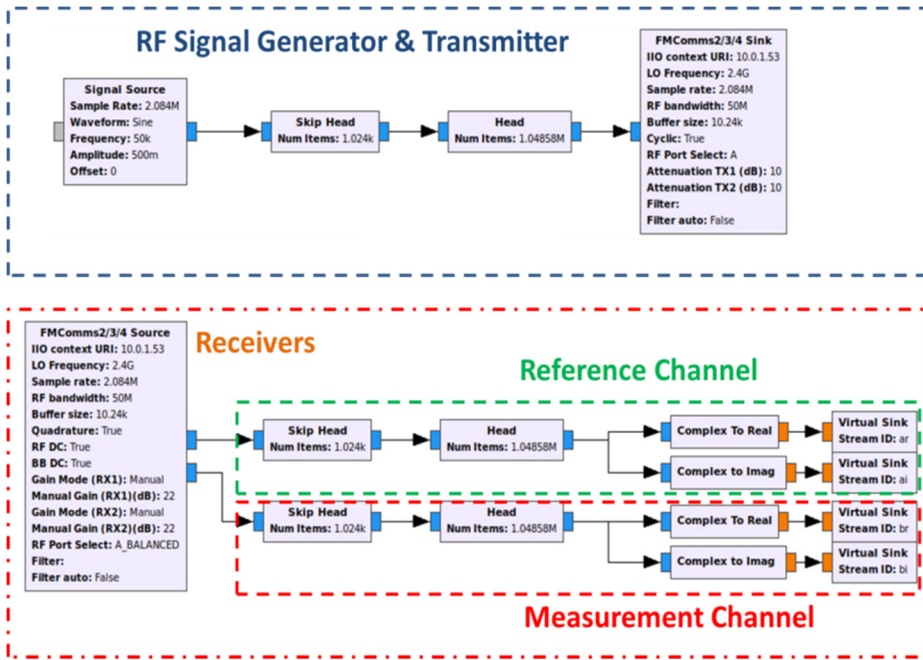 RF Signal Generator & Transmitter
Signal Source
Sample Rate: 2.084M
Waveform: Sine
Frequency: 50k
Amplitude: 500m
Offset: 0
Skip Head
Num Items: 1.024k
Head
Num Items: 1.04858M
FMComms2/3/4 Sink
IIO context URI: 10.0.1.53
LO Frequency: 2.4G
Sample rate: 2.084M
RF bandwidth: 50M
Buffer size: 10.24k
Cyclic: True
RF Port Select: A
Attenuation TX1 (dB): 10
Attenuation TX2 (dB): 10
Filter:
Filter auto: False
FMComms2/3/4 Source
IIO context URI: 10.0.1.53
LO Frequency: 2.4G
Sample rate: 2.084M
RF bandwidth: 50M
Buffer size: 10.24k
Quadrature: True
RF DC: True
BB DC: True
Gain Mode (RX1): Manual
Manual Gain (RX1)(dB): 22
Gain Mode (RX2): Manual
Manual Gain (RX2)(dB): 22
RF Port Select: A_BALANCED
Filter:
Filter auto: False
Receivers
Reference Channel
Skip Head
Num Items: 1.024k
Head
Num Items: 1.04858M
Complex To Real
Virtual Sink
Stream ID: ar
Complex to Imag
Virtual Sink
Stream ID: ai
Skip Head
Num Items: 1.024k
Head
Num Items: 1.04858M
Complex To Real
Virtual Sink
Stream ID: br
Complex to Imag
Virtual Sink
Stream ID: bi
Measurement Channel